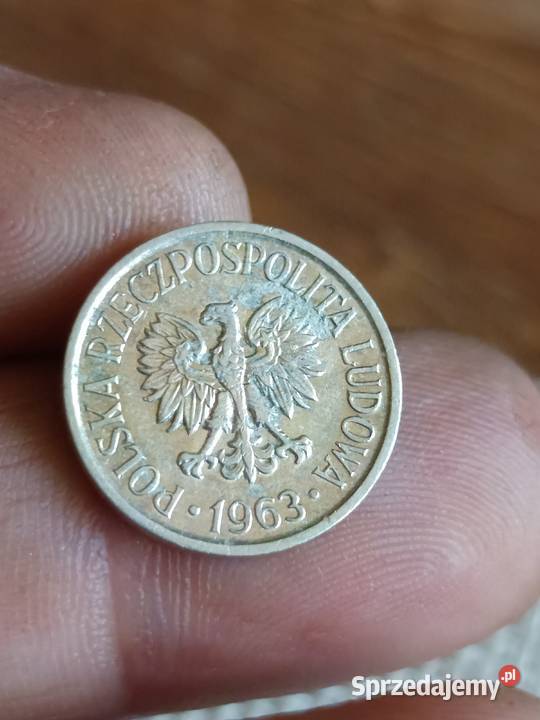 POLSKA RZECZPOSPOLITA LUDOWA
· 1963 ·
Sprzedajemy.pl